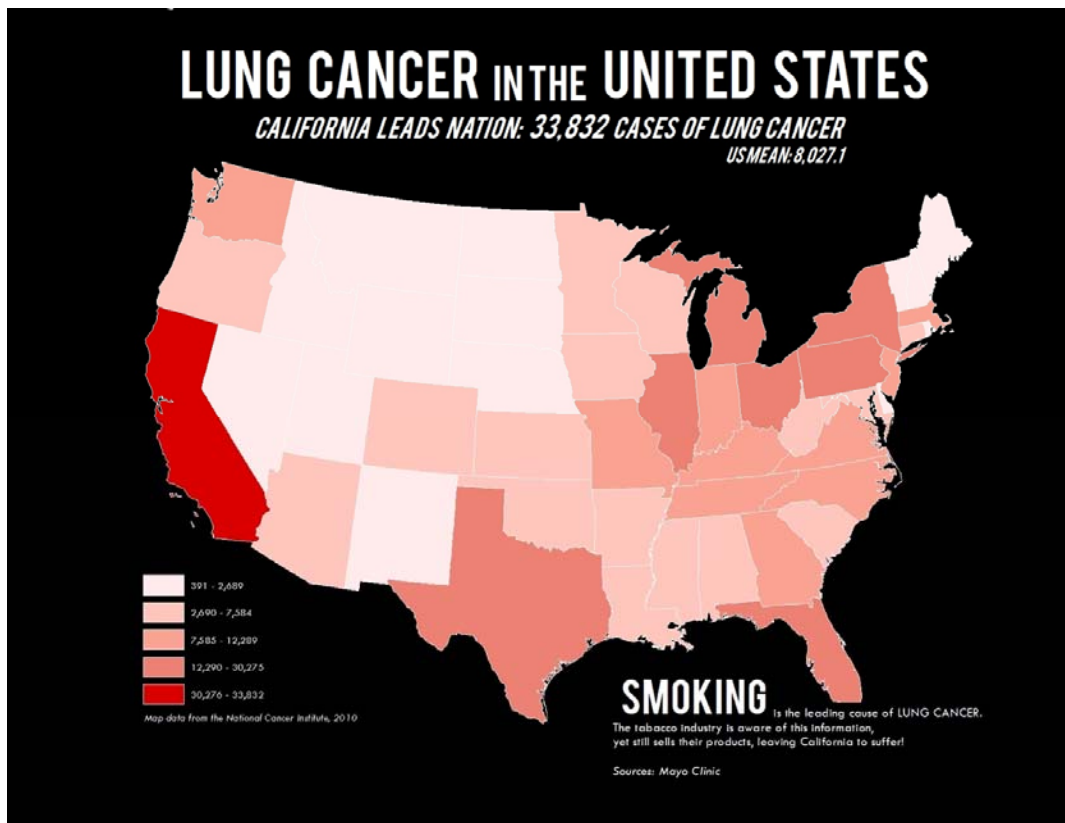 LUNG CANCER IN THE UNITED STATES
CALIFORNIA LEADS NATION: 33,832 CASES OF LUNG CANCER
US MEAN: 8,027.1
391 - 2,689
2,690 - 7,584
7,585 - 12,289
12,290 - 30,275
30,276 - 33,832
Map data from the National Cancer Institute, 2010
SMOKING is the leading cause of LUNG CANCER.
The tobacco industry is aware of this information,
yet still sells their products, leaving California to suffer!
Sources: Mayo Clinic